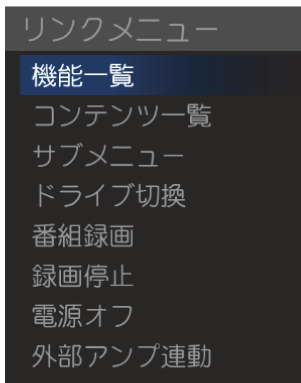 リンクメニュー
機能一覧
コンテンツ一覧
サブメニュー
ドライブ切換
番組録画
録画停止
電源オフ
外部アンプ連動